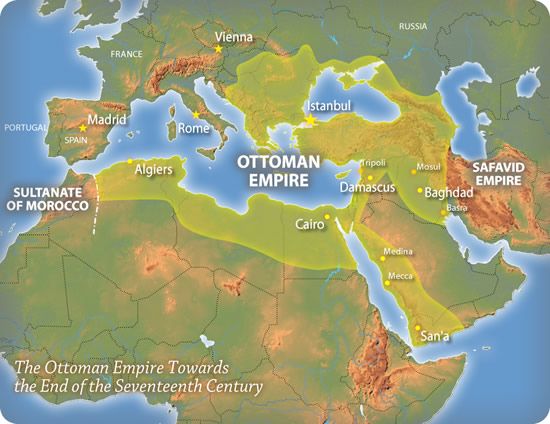 RUSSIA
Vienna
FRANCE
Istanbul
PORTUGAL
Madrid
SPAIN
Rome
OTTOMAN
EMPIRE
Algiers
Tripoli
Mosul
SAFAVID
EMPIRE
Damascus
Baghdad
SULTANATE
OF MOROCCO
Basra
Cairo
Medina
Mecca
San'a
The Ottoman Empire Towards
the End of the Seventeenth Century